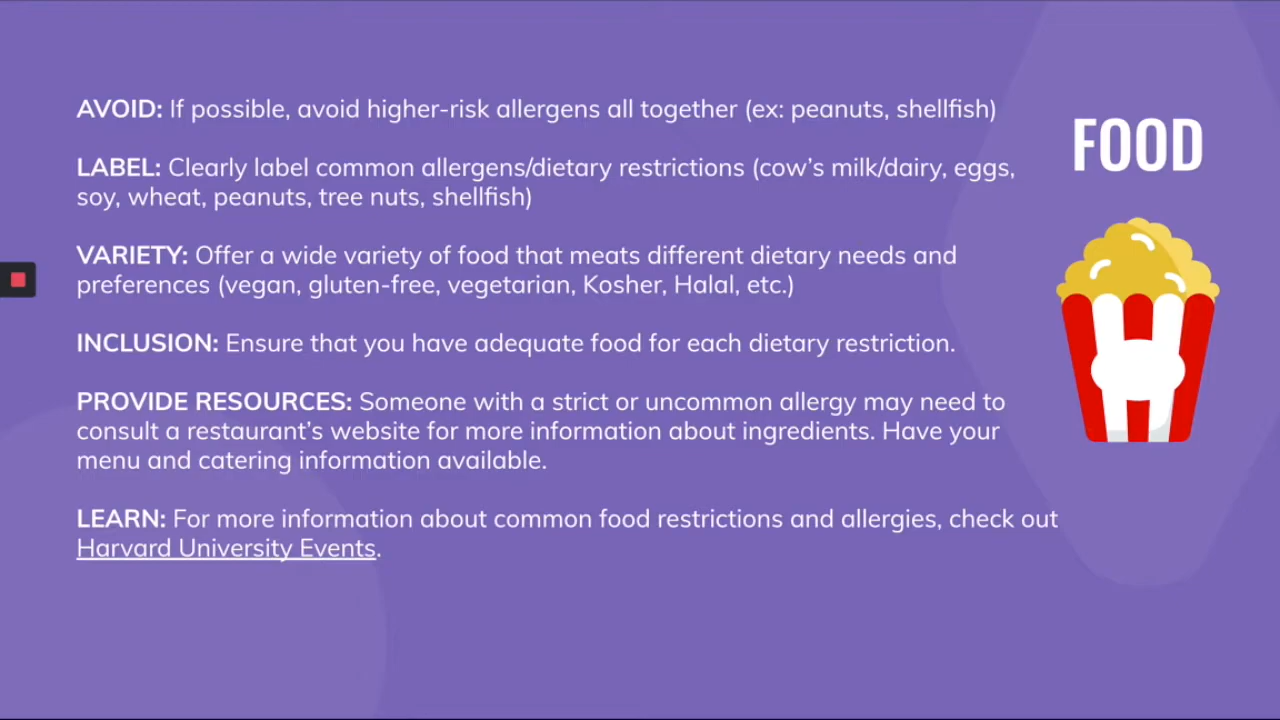 AVOID: If possible, avoid higher-risk allergens all together (ex: peanuts, shellfish)
LABEL: Clearly label common allergens/dietary restrictions (cow’s milk/dairy, eggs,
soy, wheat, peanuts, tree nuts, shellfish)
VARIETY: Offer a wide variety of food that meats different dietary needs and
preferences (vegan, gluten-free, vegetarian, Kosher, Halal, etc.)
INCLUSION: Ensure that you have adequate food for each dietary restriction.
PROVIDE RESOURCES: Someone with a strict or uncommon allergy may need to
consult a restaurant’s website for more information about ingredients. Have your
menu and catering information available.
LEARN: For more information about common food restrictions and allergies, check out
Harvard University Events.
FOOD